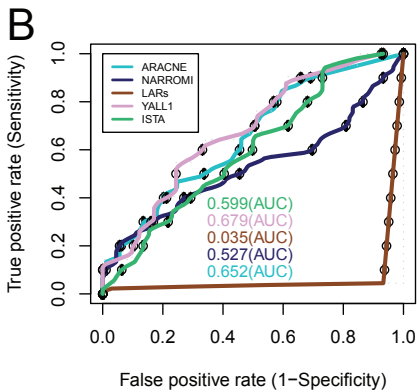 B
ARACNE
NARROMI
LARs
YALL1
ISTA
True positive rate (Sensitivity)
0.0 0.2 0.4 0.6 0.8 1.0
0.599(AUC)
0.679(AUC)
0.035(AUC)
0.527(AUC)
0.652(AUC)
0.0 0.2 0.4 0.6 0.8 1.0
False positive rate (1−Specificity)